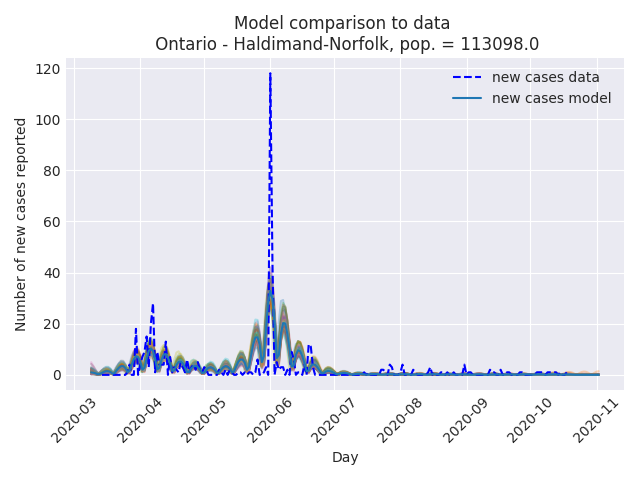 Model comparison to data
Ontario - Haldimand-Norfolk, pop. = 113098.0
new cases data
new cases model
Number of new cases reported
120
100
80
60
40
20
0
2020-03
2020-04
2020-05
2020-06
2020-07
2020-08
2020-09
2020-10
2020-11
Day